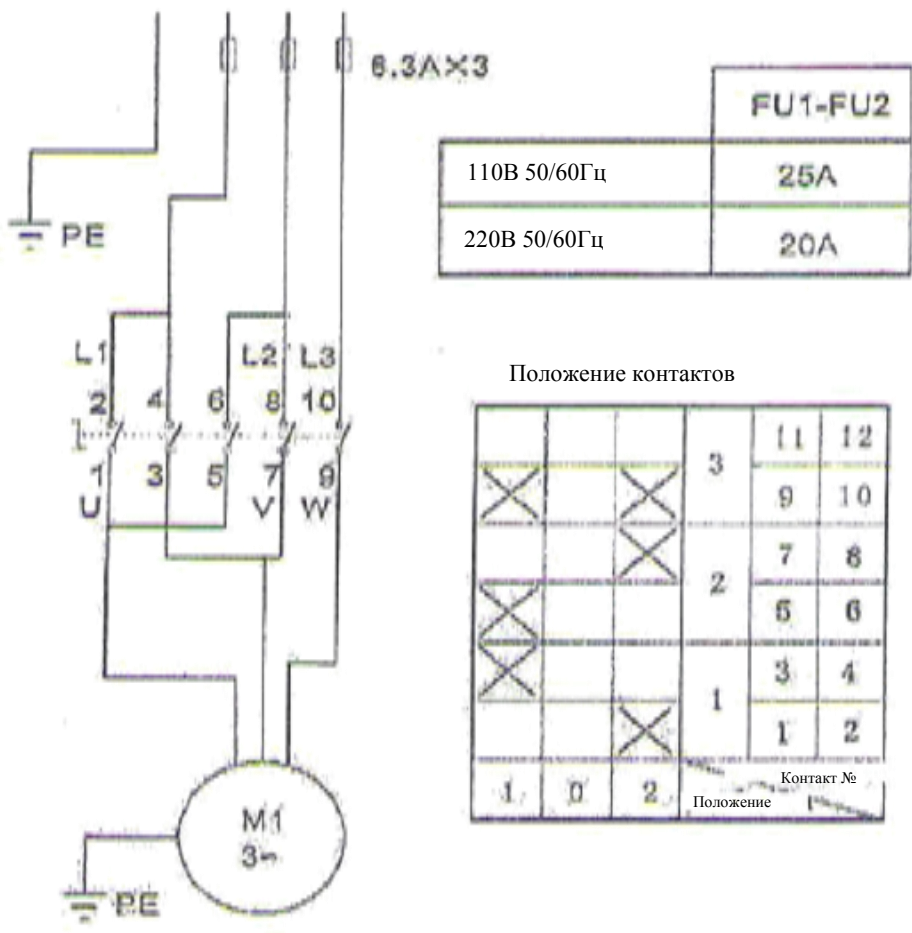 6.3A×3
FU1-FU2
110В 50/60Гц 25A
220В 50/60Гц 20A
PE
L1 L2 L3
2 4 6 8 10
1 3 5 7 9
U V W
M1
3~
PE
Положение контактов
3 11 12
9 10
2 7 8
5 6
1 3 4
1 2
1 0 2 Положение Контакт №